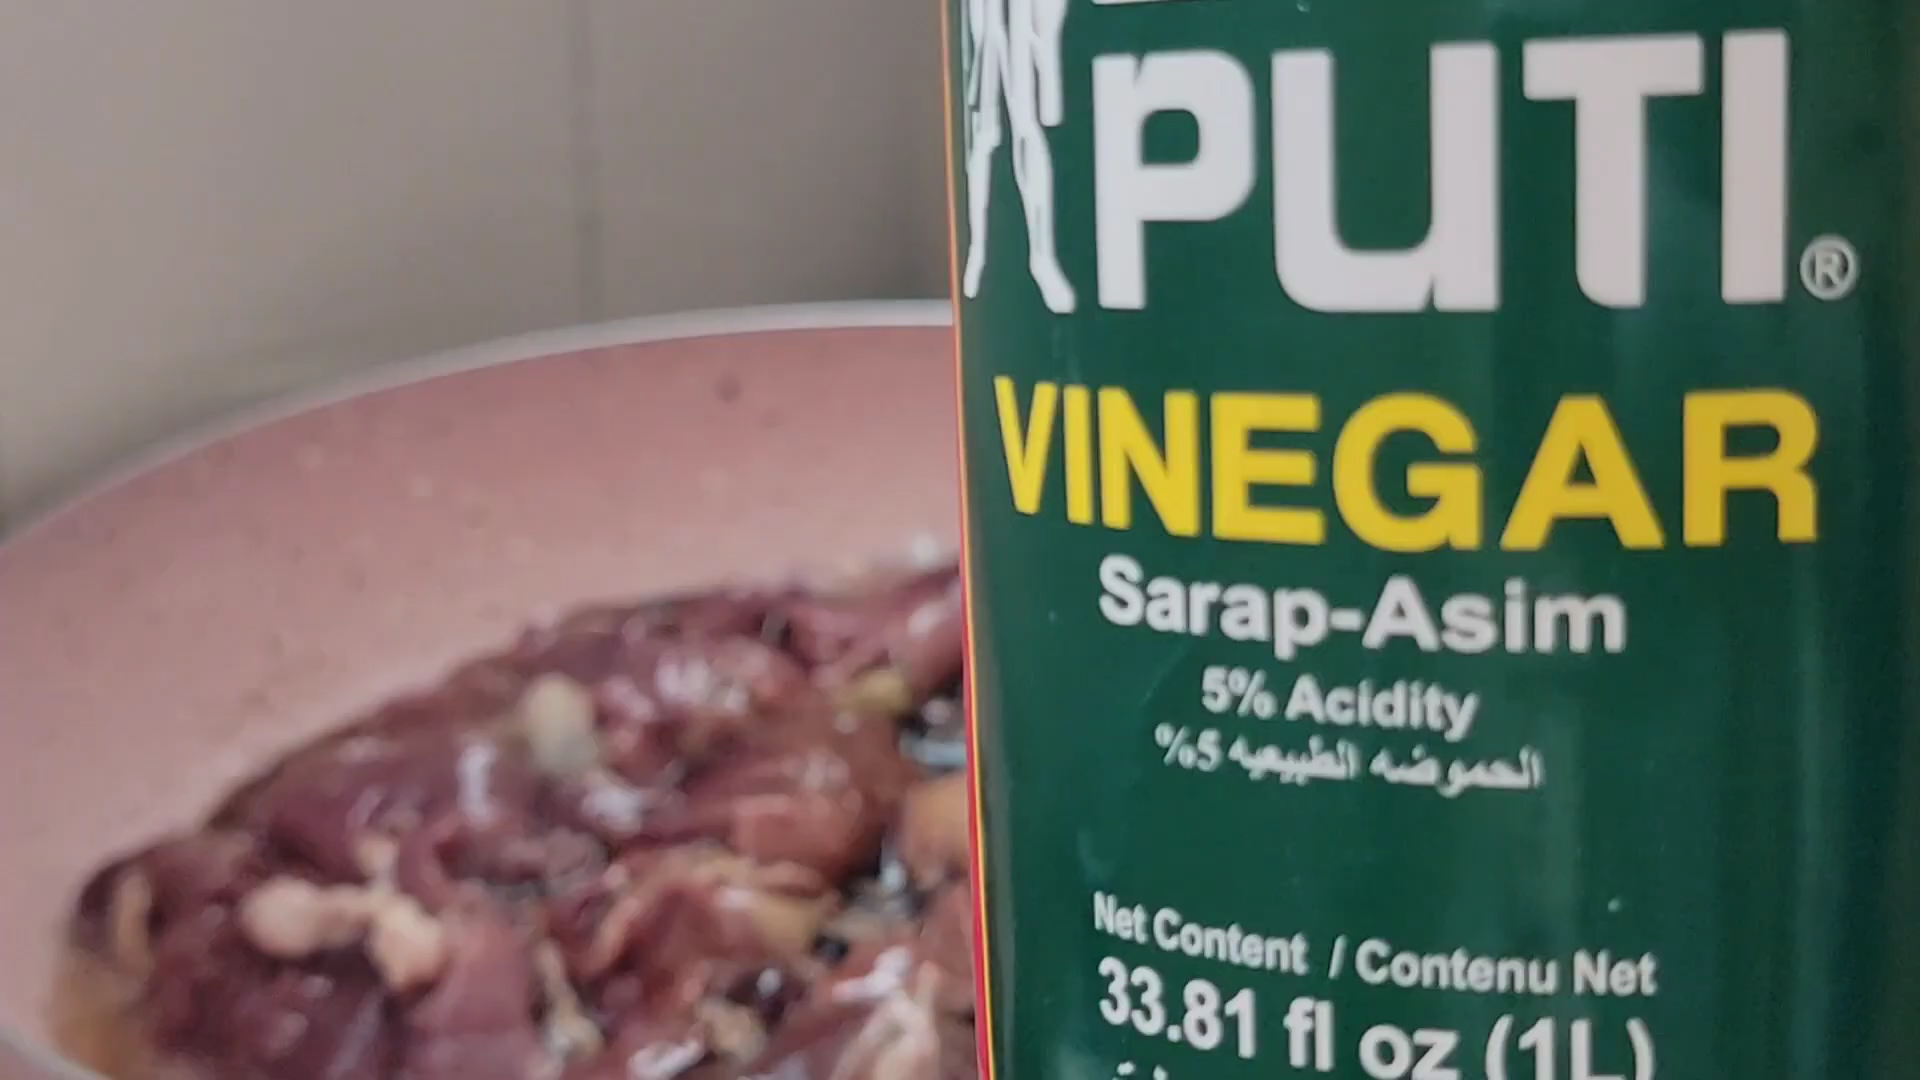 PUTI®
VINEGAR
Sarap-Asim
5% Acidity
الحموضه الطبيعيه 5%
Net Content / Contenu Net
33.81 fl oz (1L)